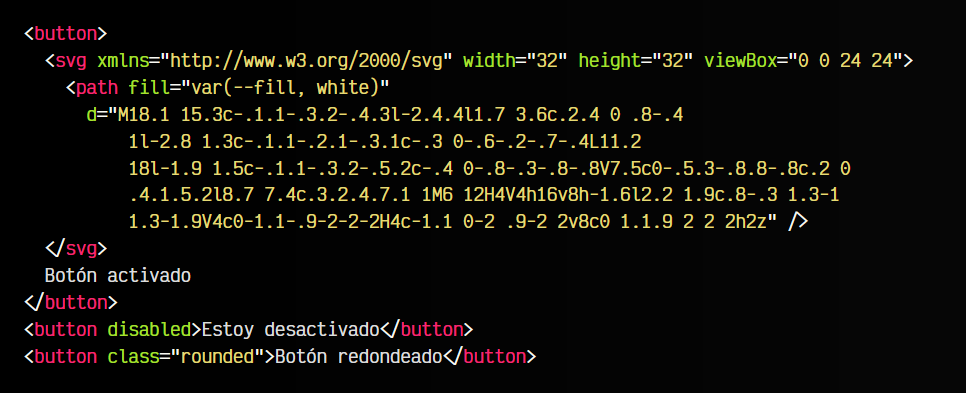 <button>
  <svg xmlns="http://www.w3.org/2000/svg" width="32" height="32" viewBox="0 0 24 24">
    <path fill="var(--fill, white)"
      d="M18.1 15.3c-.1.1-.3.2-.4.3l-2.4.4l1.7 3.6c.2.4 0 .8-.4
          1l-2.8 1.3c-.1.1-.2.1-.3.1c-.3 0-.6-.2-.7-.4L11.2
          18l-1.9 1.5c-.1.1-.3.2-.5.2c-.4 0-.8-.3-.8-.8V7.5c0-.5.3-.8.8-.8c.2 0
          .4.1.5.2l8.7 7.4c.3.2.4.7.1 1M6 12H4V4h16v8h-1.6l2.2 1.9c.8-.3 1.3-1
          1.3-1.9V4c0-1.1-.9-2-2-2H4c-1.1 0-2 .9-2 2v8c0 1.1.9 2 2 2h2z" />
  </svg>
  Botón activado
</button>
<button disabled>Estoy desactivado</button>
<button class="rounded">Botón redondeado</button>